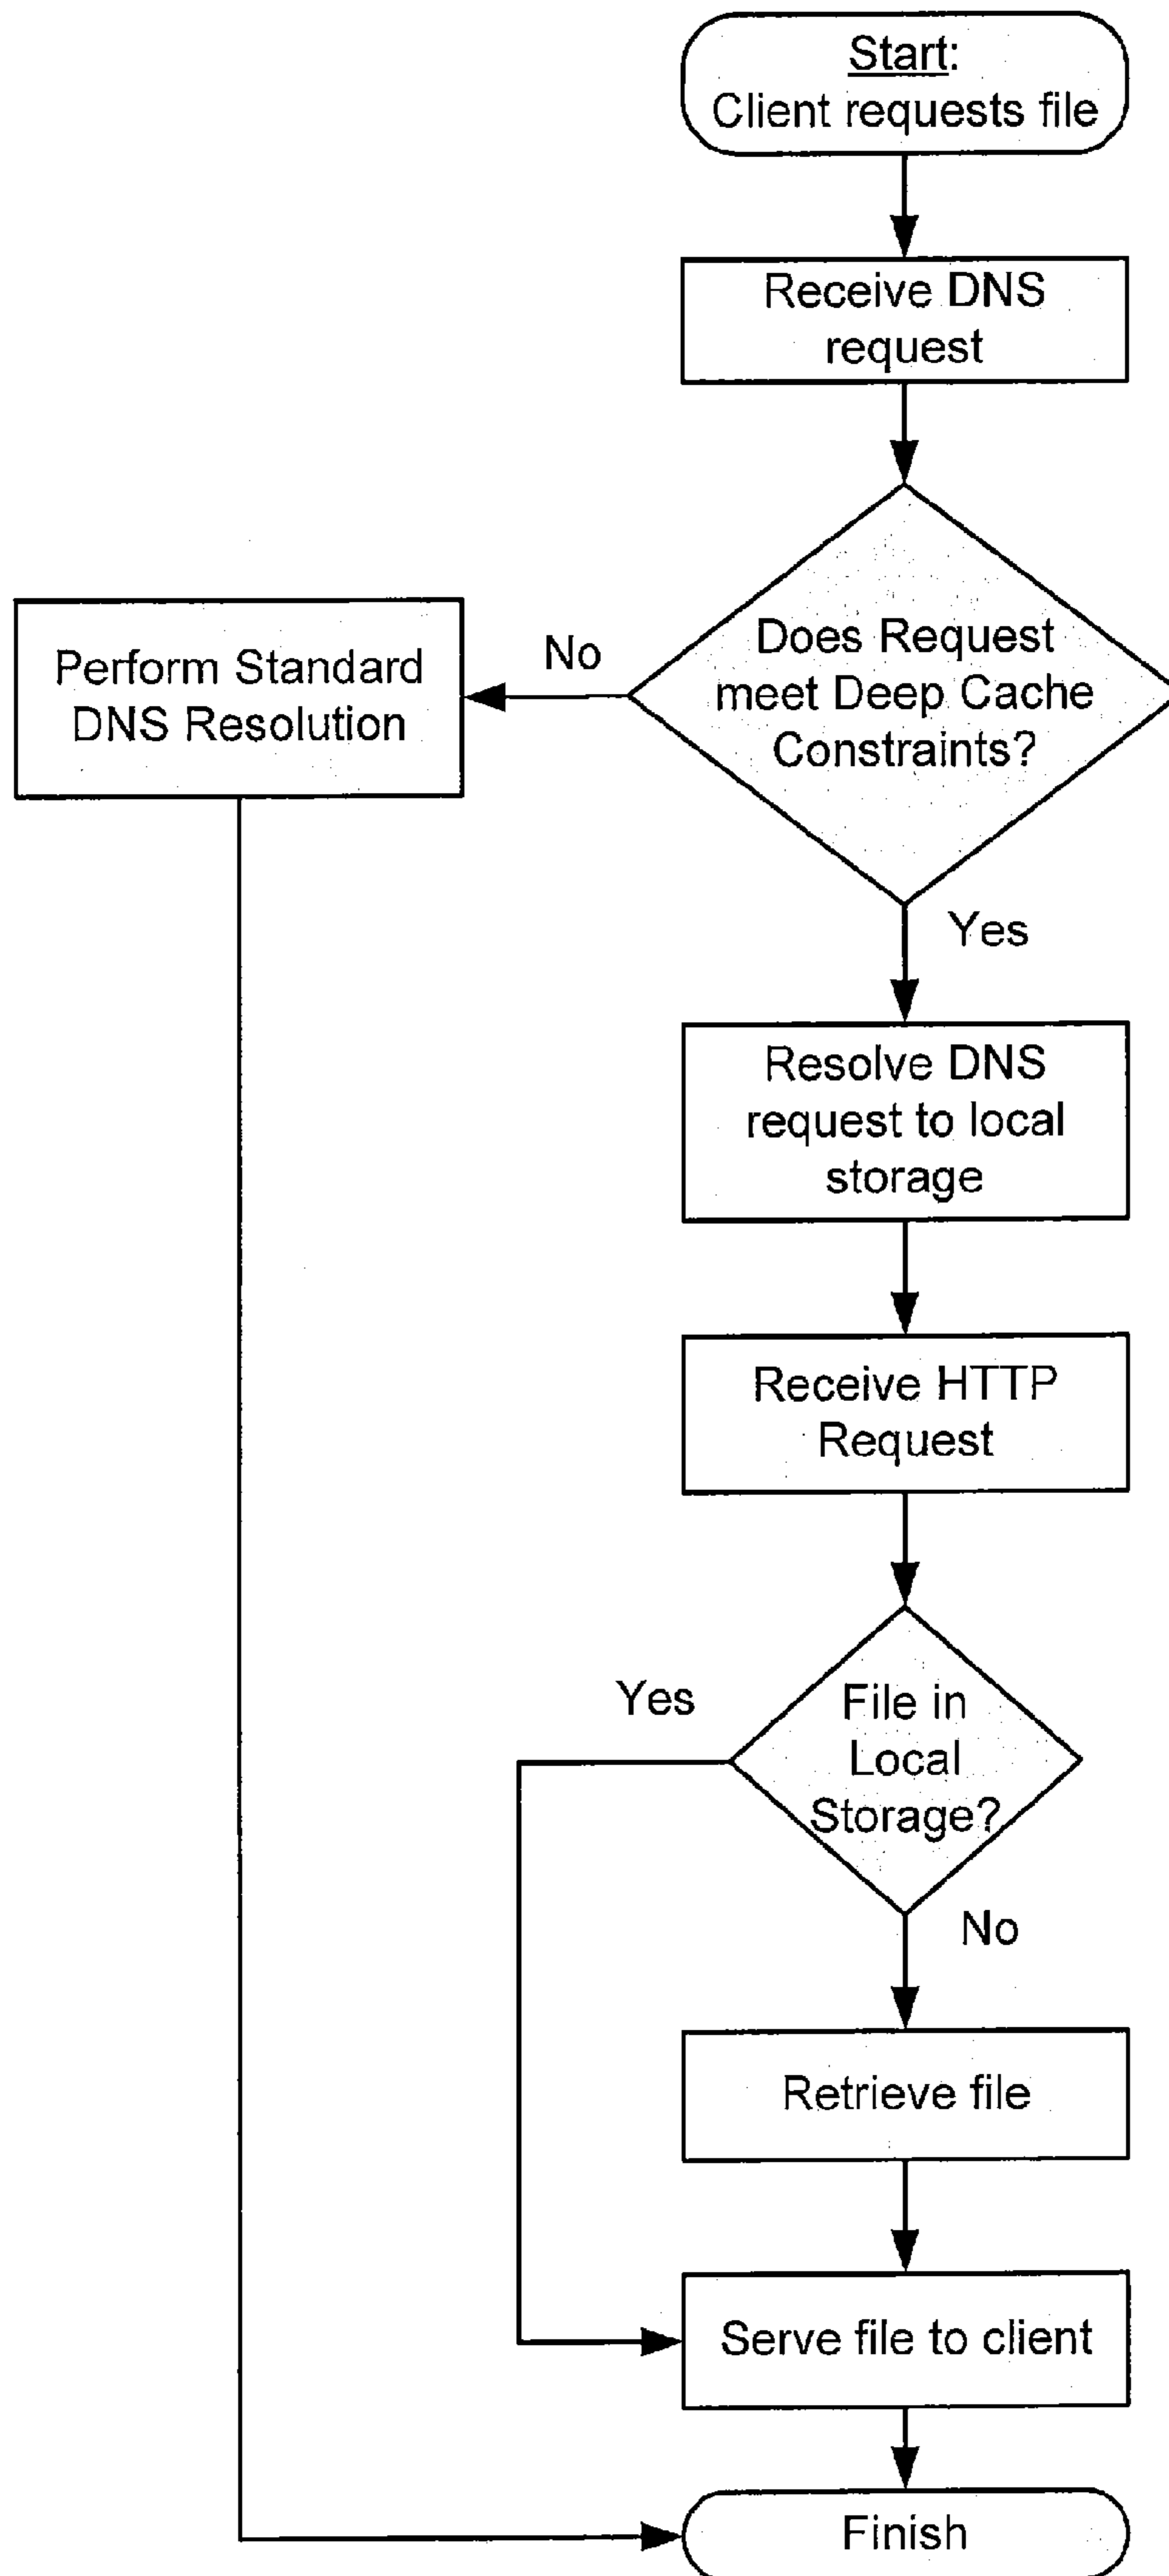 Start:
Client requests file
Receive DNS
request
Does Request
meet Deep Cache
Constraints?
No
Perform Standard
DNS Resolution
Yes
Resolve DNS
request to local
storage
Receive HTTP
Request
File in
Local
Storage?
Yes
No
Retrieve file
Serve file to client
Finish